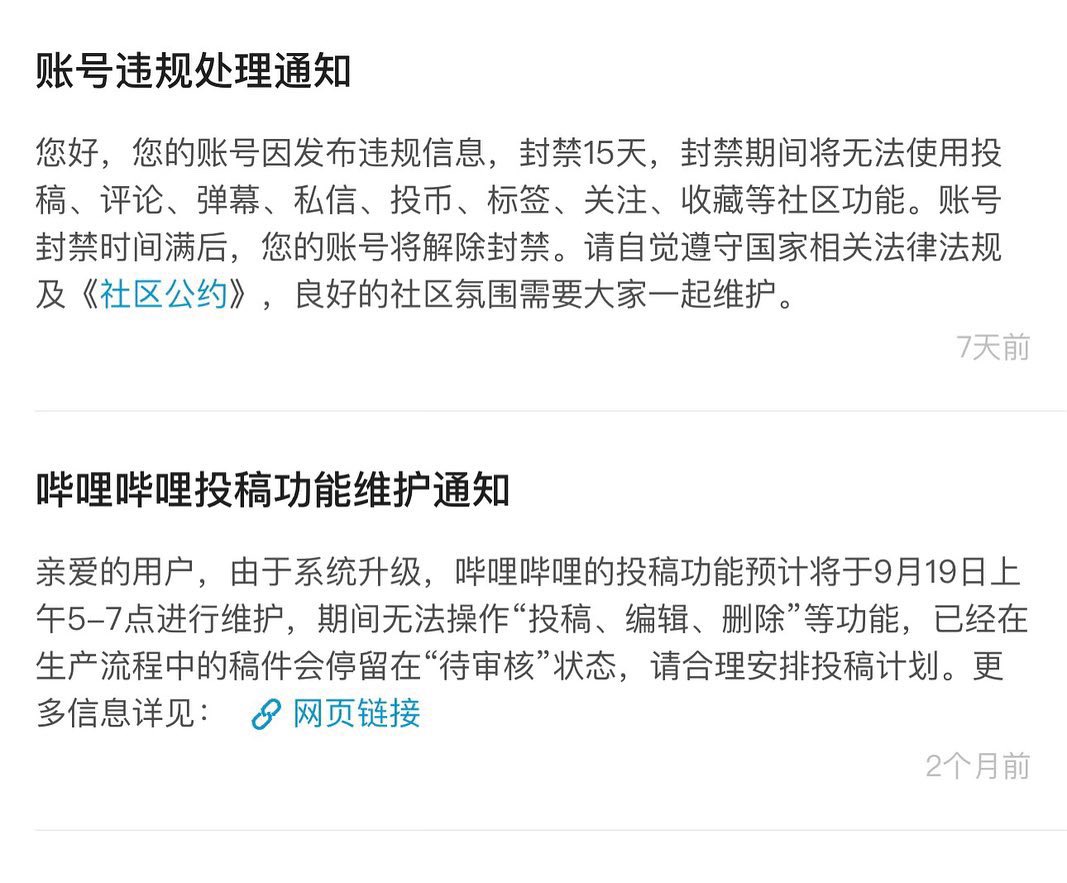 账号违规处理通知
您好，您的账号因发布违规信息，封禁15天，封禁期间将无法使用投
稿、评论、弹幕、私信、投币、标签、关注、收藏等社区功能。账号
封禁时间满后，您的账号将解除封禁。请自觉遵守国家相关法律法规
及《社区公约》，良好的社区氛围需要大家一起维护。
7天前
哔哩哔哩投稿功能维护通知
亲爱的用户，由于系统升级，哔哩哔哩的投稿功能预计将于9月19日上
午5–7点进行维护，期间无法操作“投稿、编辑、删除”等功能，已经在
生产流程中的稿件会停留在“待审核”状态，请合理安排投稿计划。更
多信息详见： 网页链接
2个月前